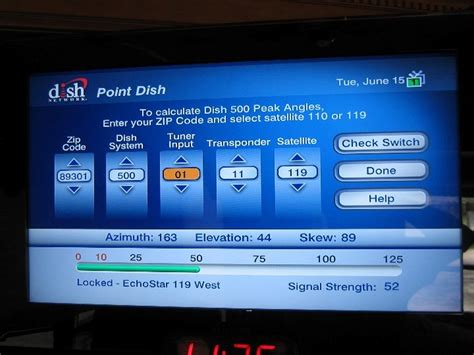 dish
NETWORK
Point Dish
Tue, June 15
To calculate Dish 500 Peak Angles,
Enter your ZIP Code and select satellite 110 or 119
Zip Code Dish System Tuner Input Transponder Satellite
89301 500 01 11 119
Check Switch
Done
Help
Azimuth: 163 Elevation: 44 Skew: 89
0 10 25 50 75 100 125
Locked - EchoStar 119 West
Signal Strength: 52